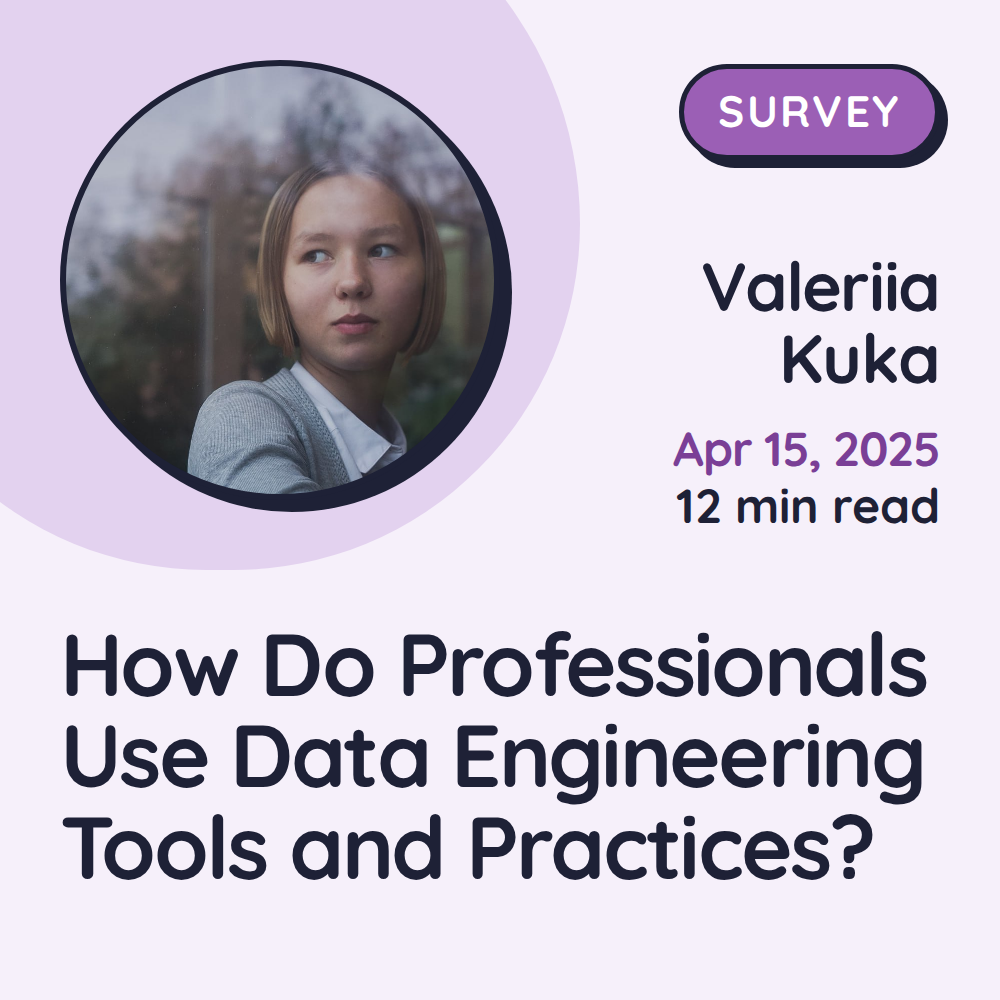 SURVEY
Valeriia
Kuka
Apr 15, 2025
12 min read
How Do Professionals
Use Data Engineering
Tools and Practices?